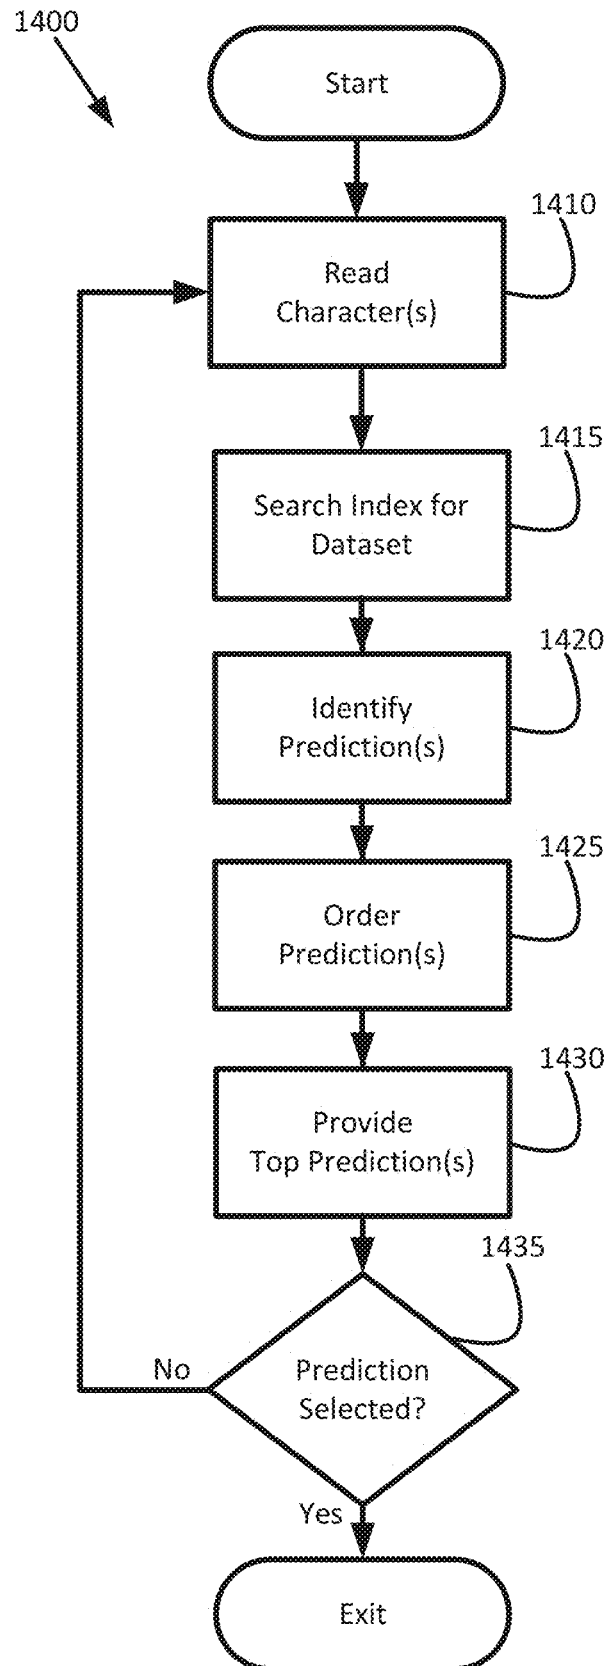 1400
Start
1410
Read
Character(s)
1415
Search Index for
Dataset
1420
Identify
Prediction(s)
1425
Order
Prediction(s)
1430
Provide
Top Prediction(s)
1435
Prediction
Selected?
No
Yes
Exit